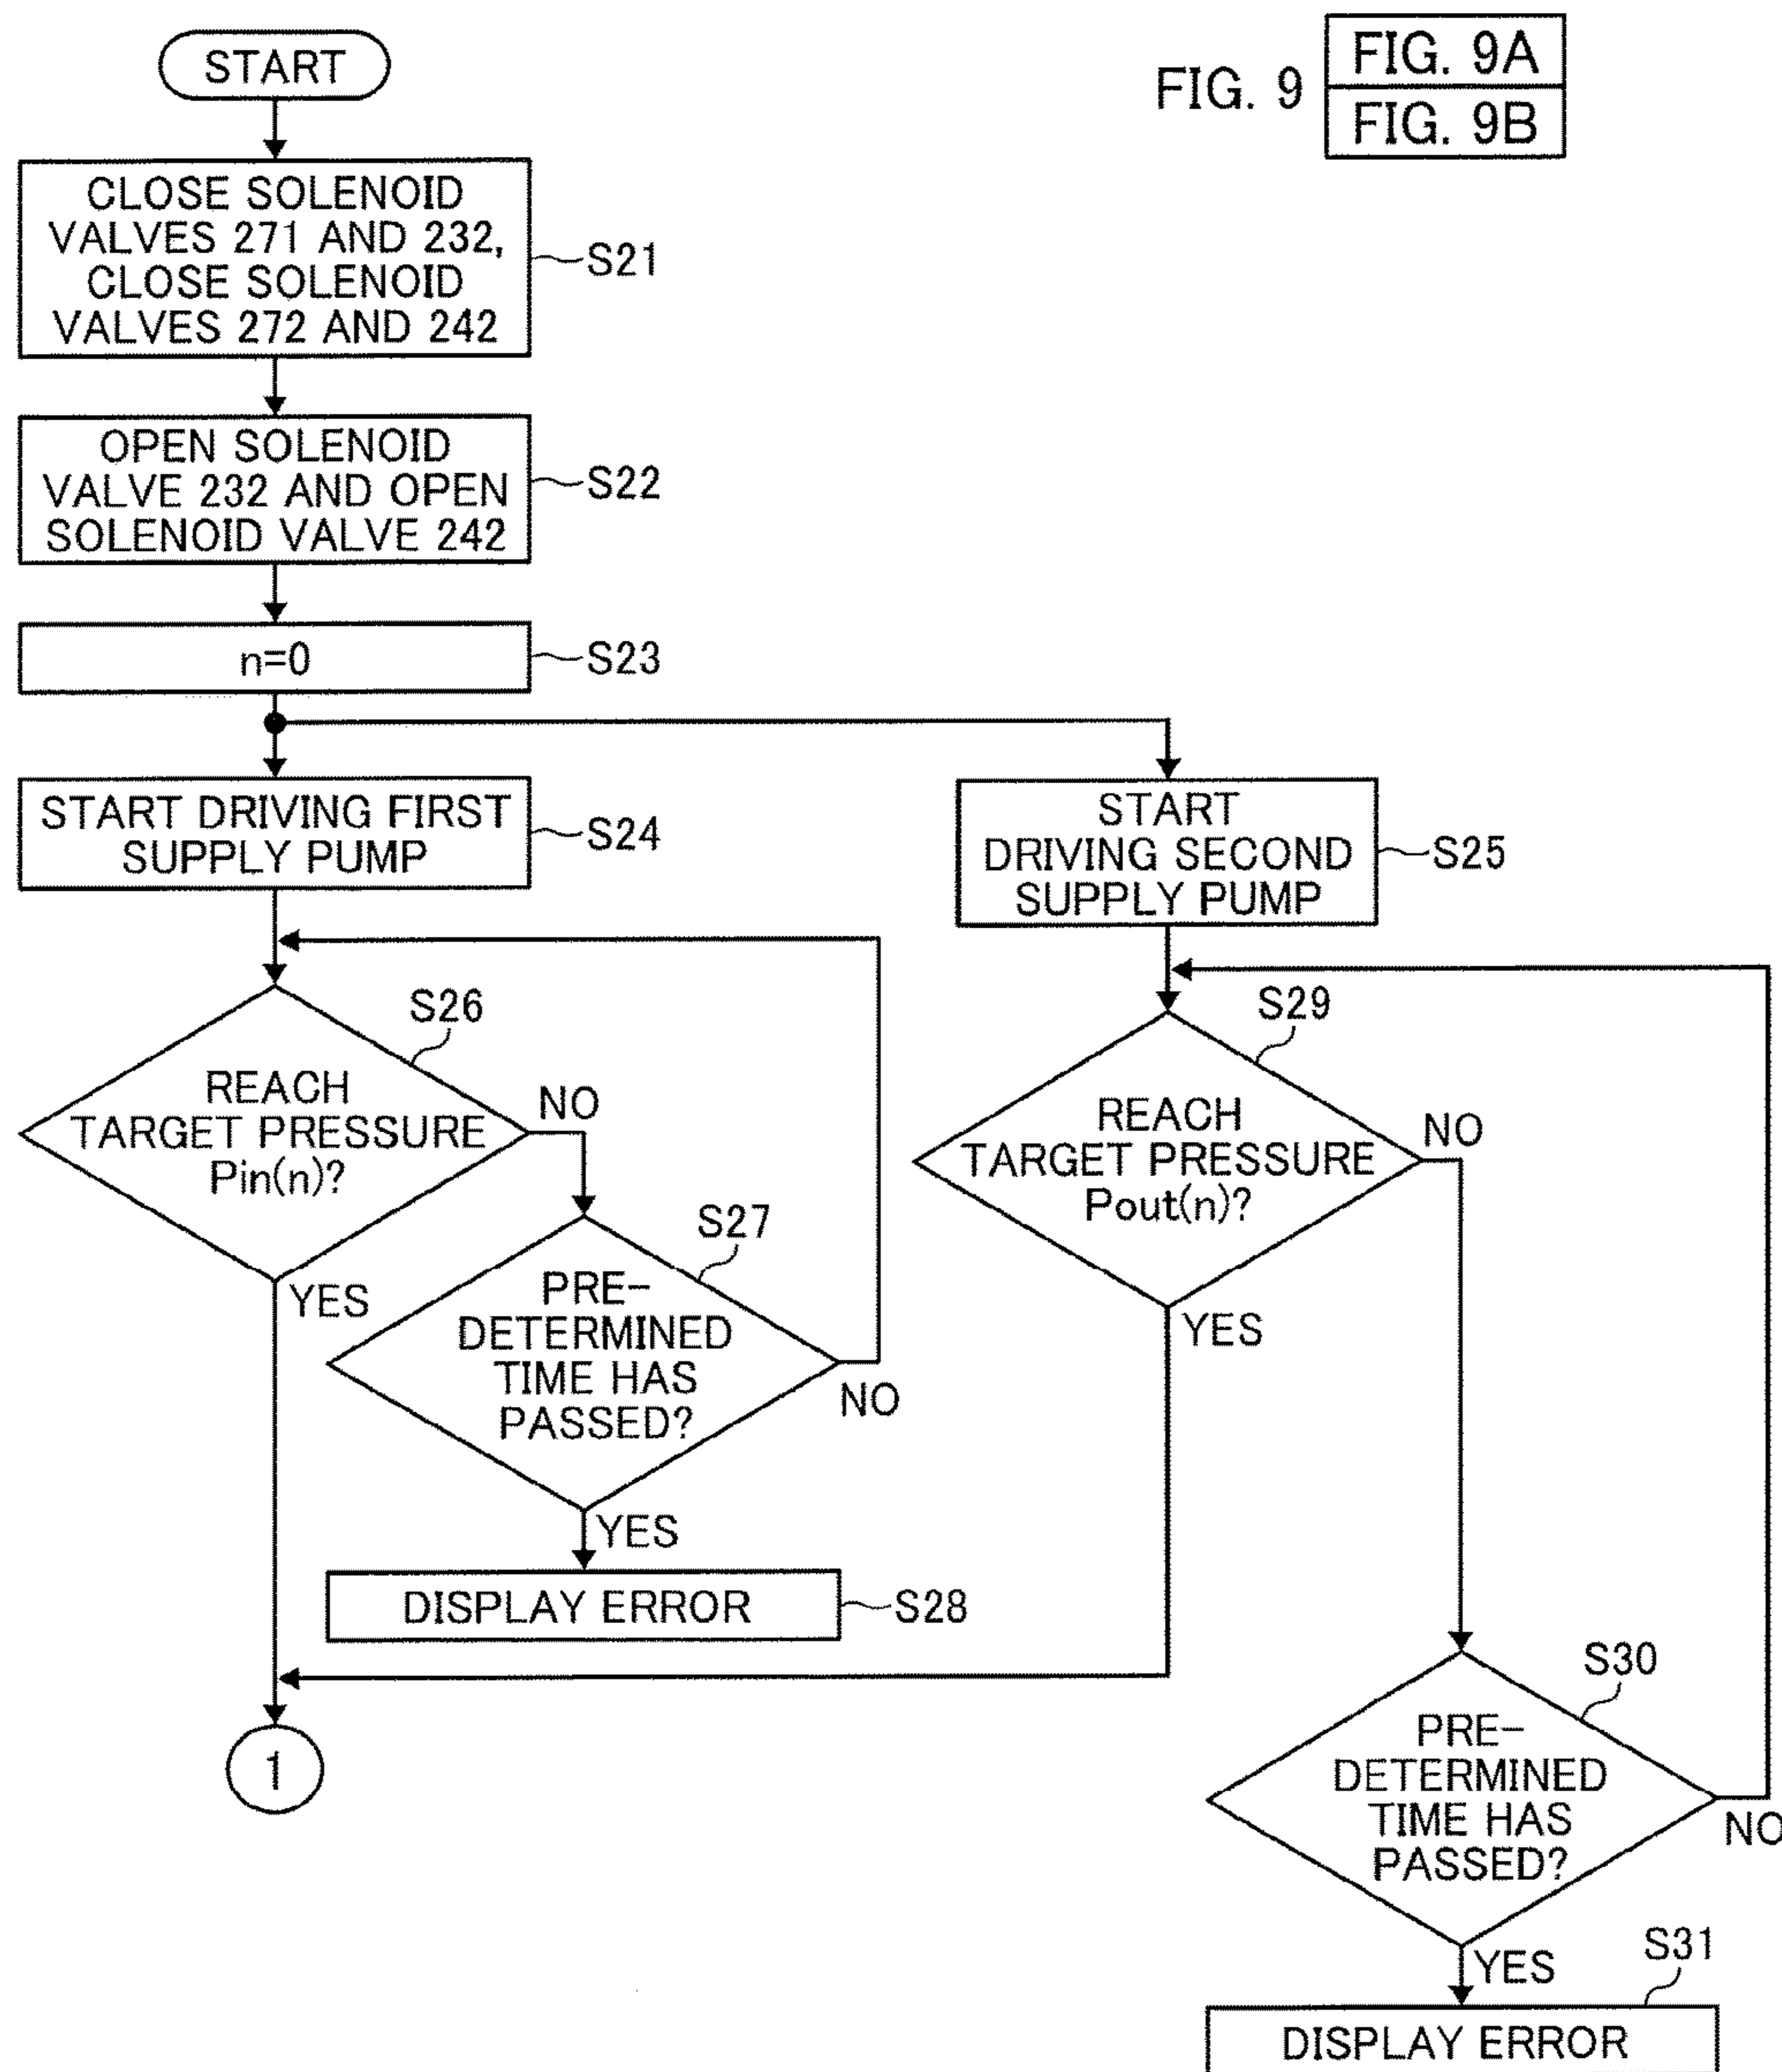 FIG. 9
FIG. 9A
FIG. 9B
START
CLOSE SOLENOID
VALVES 271 AND 232,
CLOSE SOLENOID
VALVES 272 AND 242
S21
OPEN SOLENOID
VALVE 232 AND OPEN
SOLENOID VALVE 242
S22
n=0
S23
START DRIVING FIRST
SUPPLY PUMP
S24
START
DRIVING SECOND
SUPPLY PUMP
S25
S26
REACH
TARGET PRESSURE
Pin(n)?
NO
YES
S27
PRE-
DETERMINED
TIME HAS
PASSED?
NO
YES
DISPLAY ERROR
S28
S29
REACH
TARGET PRESSURE
Pout(n)?
NO
YES
S30
PRE-
DETERMINED
TIME HAS
PASSED?
NO
YES
S31
DISPLAY ERROR
1